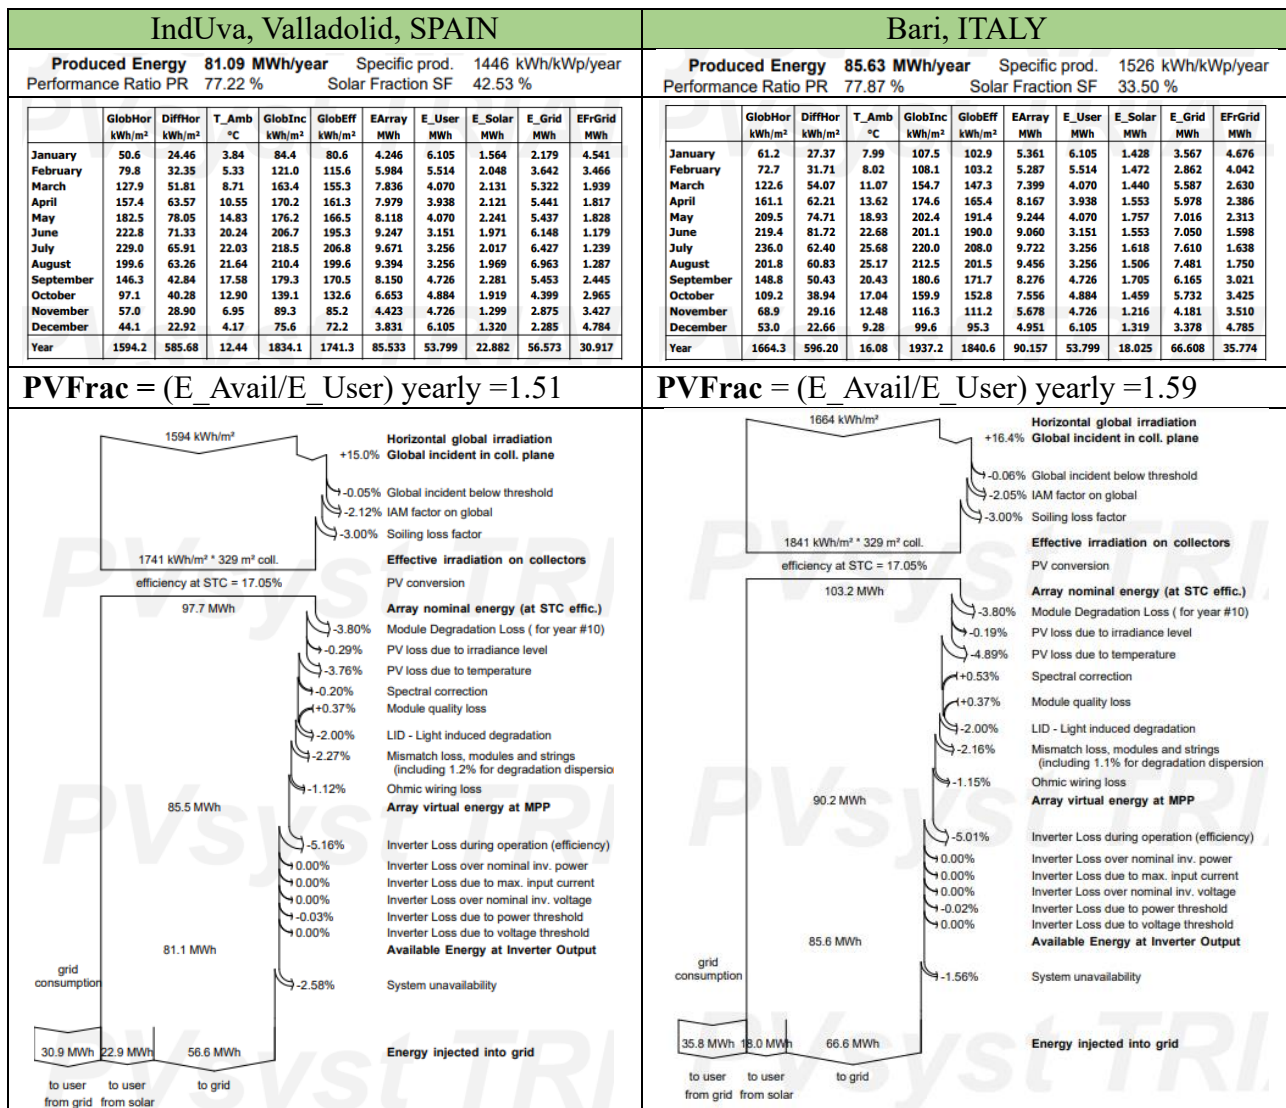 IndUva, Valladolid, SPAIN
Produced Energy 81.09 MWh/year Specific prod. 1446 kWh/kWp/year
Performance Ratio PR 77.22 % Solar Fraction SF 42.53 %
GlobHor DiffHor T_Amb GlobInc GlobEff EArray E_User E_Solar E_Grid EFrGrid
kWh/m² kWh/m² °C kWh/m² kWh/m² MWh MWh MWh MWh MWh
January 50.6 24.46 3.84 84.4 80.6 4.246 6.105 1.564 2.179 4.541
February 79.8 32.35 5.33 121.0 115.6 5.984 5.514 2.048 3.642 3.466
March 127.9 51.81 8.71 163.4 155.3 7.836 4.070 2.131 5.322 1.939
April 157.4 63.57 10.55 170.2 161.3 7.979 3.938 2.121 5.441 1.817
May 182.5 78.05 14.83 176.2 166.5 8.118 4.070 2.241 5.437 1.828
June 222.8 71.33 20.24 206.7 195.3 9.247 3.151 1.971 6.148 1.179
July 229.0 65.91 22.03 218.5 206.8 9.671 3.256 2.017 6.427 1.239
August 199.6 63.26 21.64 210.4 199.6 9.394 3.256 1.969 6.963 1.287
September 146.3 42.84 17.58 179.3 170.5 8.150 4.726 2.281 5.453 2.445
October 97.1 40.28 12.90 139.1 132.6 6.653 4.884 1.919 4.399 2.965
November 57.0 28.90 6.95 89.3 85.2 4.423 4.726 1.299 2.875 3.427
December 44.1 22.92 4.17 75.6 72.2 3.831 6.105 1.320 2.285 4.784
Year 1594.2 585.68 12.44 1834.1 1741.3 85.533 53.799 22.882 56.573 30.917
PVFrac = (E_Avail/E_User) yearly =1.51
1594 kWh/m²
Horizontal global irradiation
+15.0% Global incident in coll. plane
-0.05% Global incident below threshold
-2.12% IAM factor on global
-3.00% Soiling loss factor
1741 kWh/m² * 329 m² coll.
Effective irradiation on collectors
efficiency at STC = 17.05% PV conversion
97.7 MWh
Array nominal energy (at STC effic.)
-3.80% Module Degradation Loss ( for year #10)
-0.29% PV loss due to irradiance level
-3.76% PV loss due to temperature
-0.20% Spectral correction
+0.37% Module quality loss
-2.00% LID - Light induced degradation
-2.27% Mismatch loss, modules and strings
(including 1.2% for degradation dispersio
-1.12% Ohmic wiring loss
85.5 MWh Array virtual energy at MPP
-5.16% Inverter Loss during operation (efficiency)
0.00% Inverter Loss over nominal inv. power
0.00% Inverter Loss due to max. input current
0.00% Inverter Loss over nominal inv. voltage
-0.03% Inverter Loss due to power threshold
0.00% Inverter Loss due to voltage threshold
81.1 MWh Available Energy at Inverter Output
grid
consumption
-2.58% System unavailability
30.9 MWh 22.9 MWh 56.6 MWh Energy injected into grid
to user to user to grid
from grid from solar
Bari, ITALY
Produced Energy 85.63 MWh/year Specific prod. 1526 kWh/kWp/year
Performance Ratio PR 77.87 % Solar Fraction SF 33.50 %
GlobHor DiffHor T_Amb GlobInc GlobEff EArray E_User E_Solar E_Grid EFrGrid
kWh/m² kWh/m² °C kWh/m² kWh/m² MWh MWh MWh MWh MWh
January 61.2 27.37 7.99 107.5 102.9 5.361 6.105 1.428 3.567 4.676
February 72.7 31.71 8.02 108.1 103.2 5.287 5.514 1.472 2.862 4.042
March 122.6 54.07 11.07 154.7 147.3 7.399 4.070 1.440 5.587 2.630
April 161.1 62.21 13.62 174.6 165.4 8.167 3.938 1.553 5.978 2.386
May 209.5 74.71 18.93 202.4 191.4 9.244 4.070 1.757 7.016 2.313
June 219.4 81.72 22.68 201.1 190.0 9.060 3.151 1.553 7.050 1.598
July 236.0 62.40 25.68 220.0 208.0 9.722 3.256 1.618 7.610 1.638
August 201.8 60.83 25.17 212.5 201.5 9.456 3.256 1.506 7.481 1.750
September 148.8 50.43 20.43 180.6 171.7 8.276 4.726 1.705 6.165 3.021
October 109.2 38.94 17.04 159.9 152.8 7.556 4.884 1.459 5.732 3.425
November 68.9 29.16 12.48 116.3 111.2 5.678 4.726 1.216 4.181 3.510
December 53.0 22.66 9.28 99.6 95.3 4.951 6.105 1.319 3.378 4.785
Year 1664.3 596.20 16.08 1937.2 1840.6 90.157 53.799 18.025 66.608 35.774
PVFrac = (E_Avail/E_User) yearly =1.59
1664 kWh/m²
Horizontal global irradiation
+16.4% Global incident in coll. plane
-0.06% Global incident below threshold
-2.05% IAM factor on global
-3.00% Soiling loss factor
1841 kWh/m² * 329 m² coll.
Effective irradiation on collectors
efficiency at STC = 17.05% PV conversion
103.2 MWh
Array nominal energy (at STC effic.)
-3.80% Module Degradation Loss ( for year #10)
-0.19% PV loss due to irradiance level
-4.89% PV loss due to temperature
+0.53% Spectral correction
+0.37% Module quality loss
-2.00% LID - Light induced degradation
-2.16% Mismatch loss, modules and strings
(including 1.1% for degradation dispersion
-1.15% Ohmic wiring loss
90.2 MWh Array virtual energy at MPP
-5.01% Inverter Loss during operation (efficiency)
0.00% Inverter Loss over nominal inv. power
0.00% Inverter Loss due to max. input current
0.00% Inverter Loss over nominal inv. voltage
-0.02% Inverter Loss due to power threshold
0.00% Inverter Loss due to voltage threshold
85.6 MWh Available Energy at Inverter Output
grid
consumption
-1.56% System unavailability
35.8 MWh 18.0 MWh 66.6 MWh Energy injected into grid
to user to user to grid
from grid from solar
PVsyst TRI
PVsyst TRI
PVsyst TRI
PVsyst TRI
PVsyst TRI
PVsyst TRI